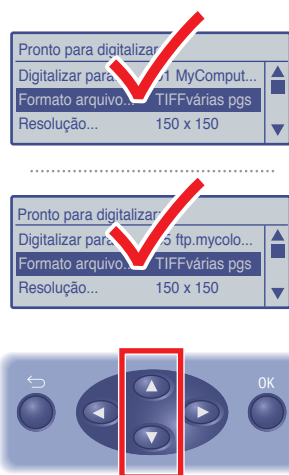 Pronto para digitalizar
Digitalizar para... 01 MyComput...
Formato arquivo... TIFFvárias pgs
Resolução... 150 x 150
Pronto para digitalizar
Digitalizar para ftp.mycolo...
Formato arquivo... TIFFvárias pgs
Resolução... 150 x 150
OK